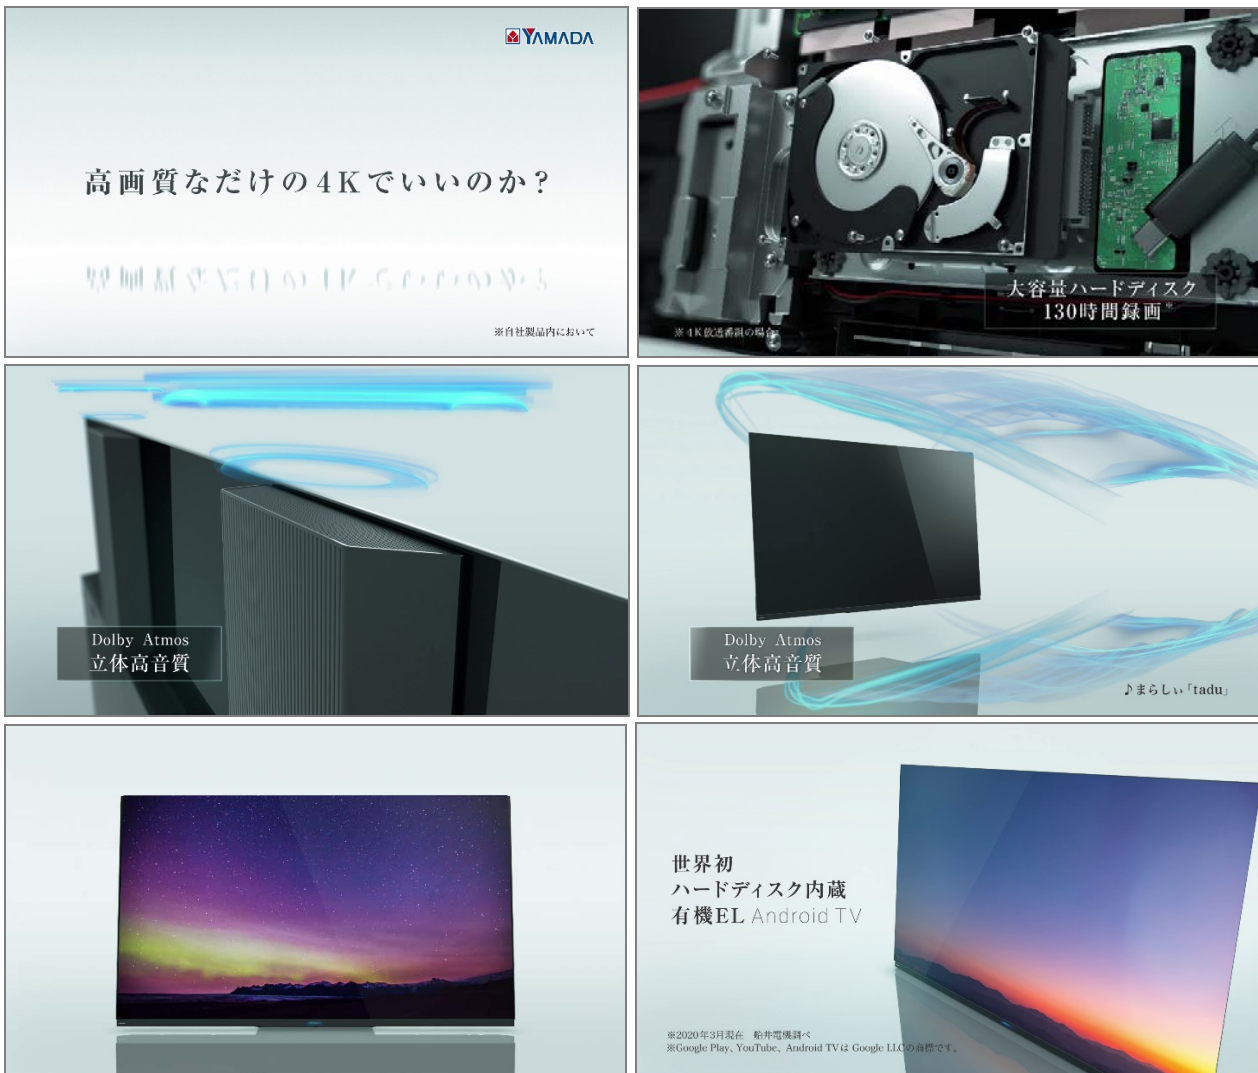 YAMADA
高画質なだけの4Kでいいのか？
※自社製品内において
大容量ハードディスク
130時間録画※
※4K放送番組の場合
Dolby Atmos
立体高音質
Dolby Atmos
立体高音質
♪まらしぃ「tadu」
世界初
ハードディスク内蔵
有機EL Android TV
※2020年3月現在　船井電機調べ
※Google Play、YouTube、Android TVは Google LLCの商標です。